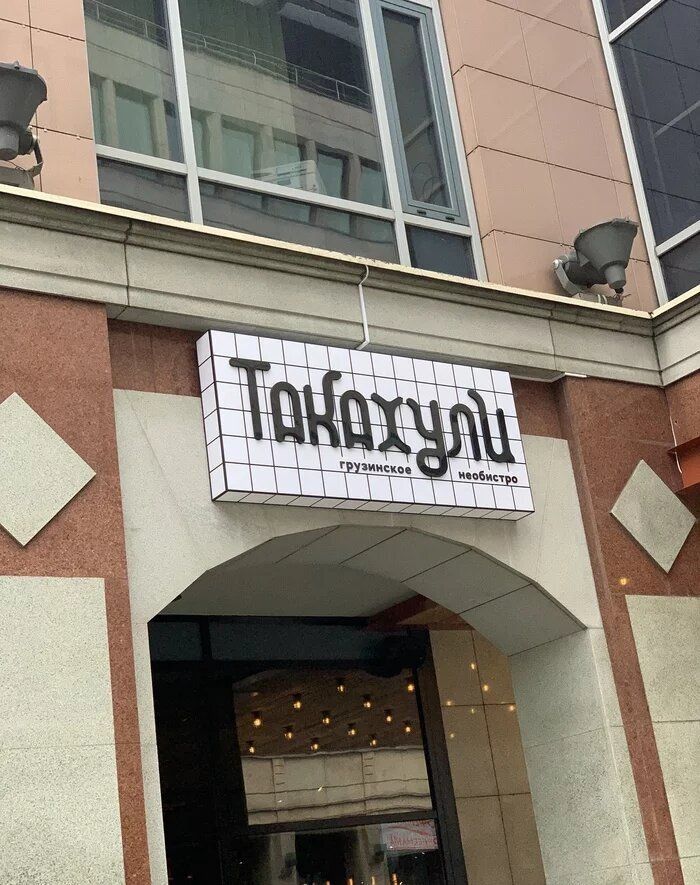 Такахули
грузинское необистро